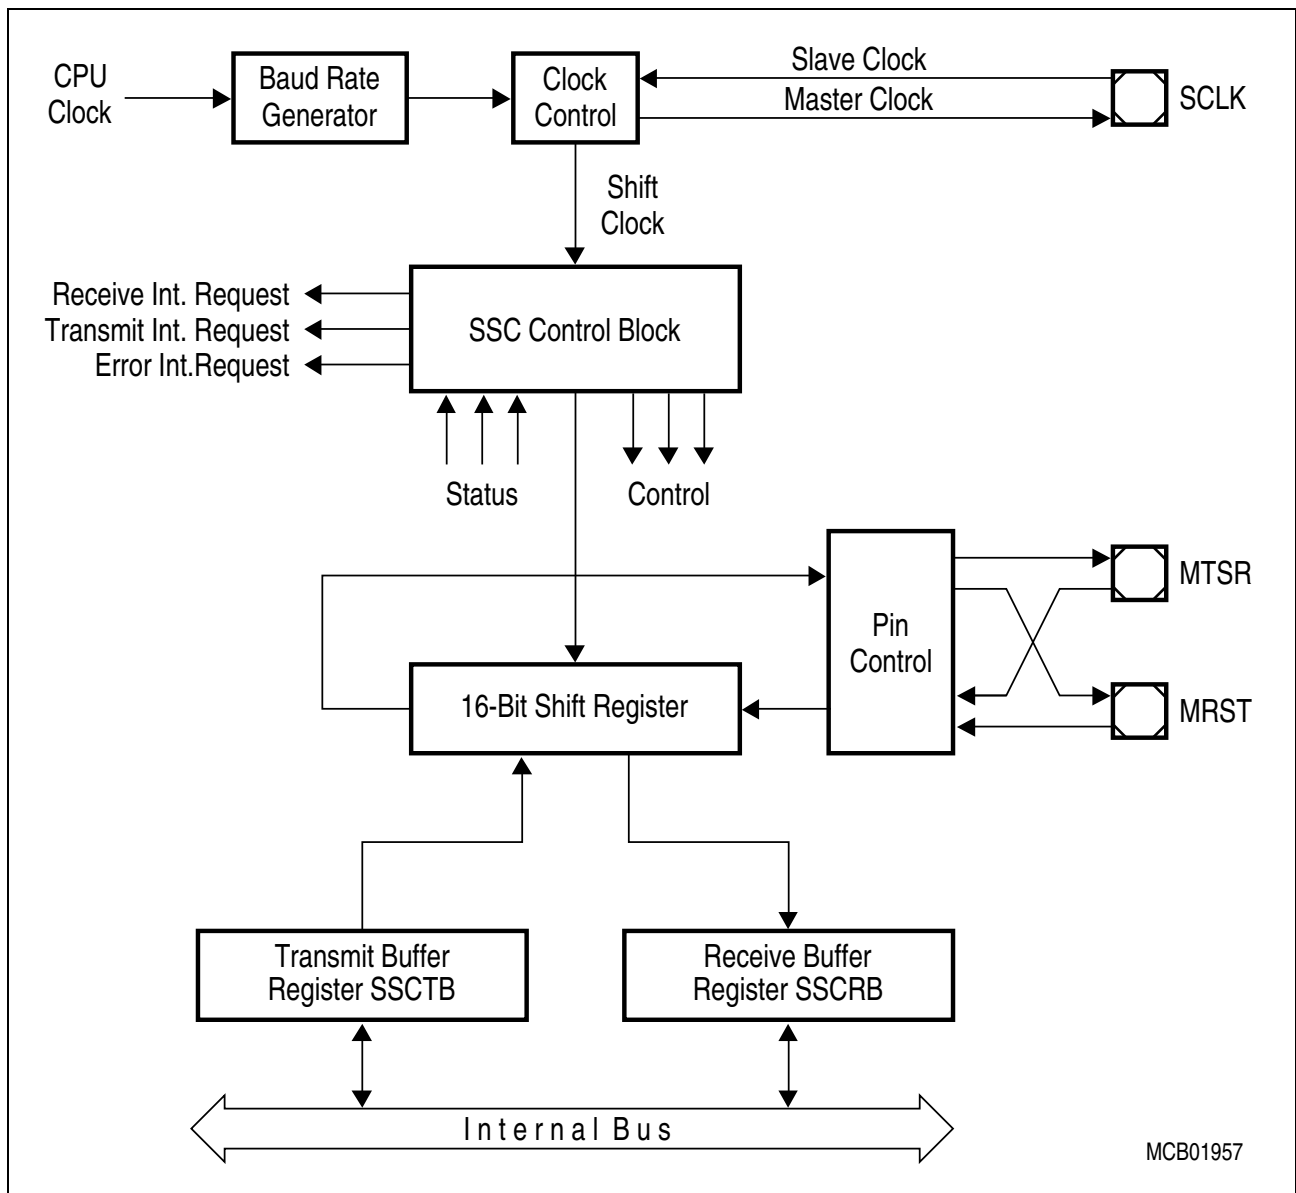 CPU
Clock
Baud Rate
Generator
Clock
Control
Slave Clock
Master Clock
SCLK
Shift
Clock
Receive Int. Request
Transmit Int. Request
Error Int.Request
SSC Control Block
Status
Control
Pin
Control
MTSR
MRST
16-Bit Shift Register
Transmit Buffer
Register SSCTB
Receive Buffer
Register SSCRB
Internal Bus
MCB01957